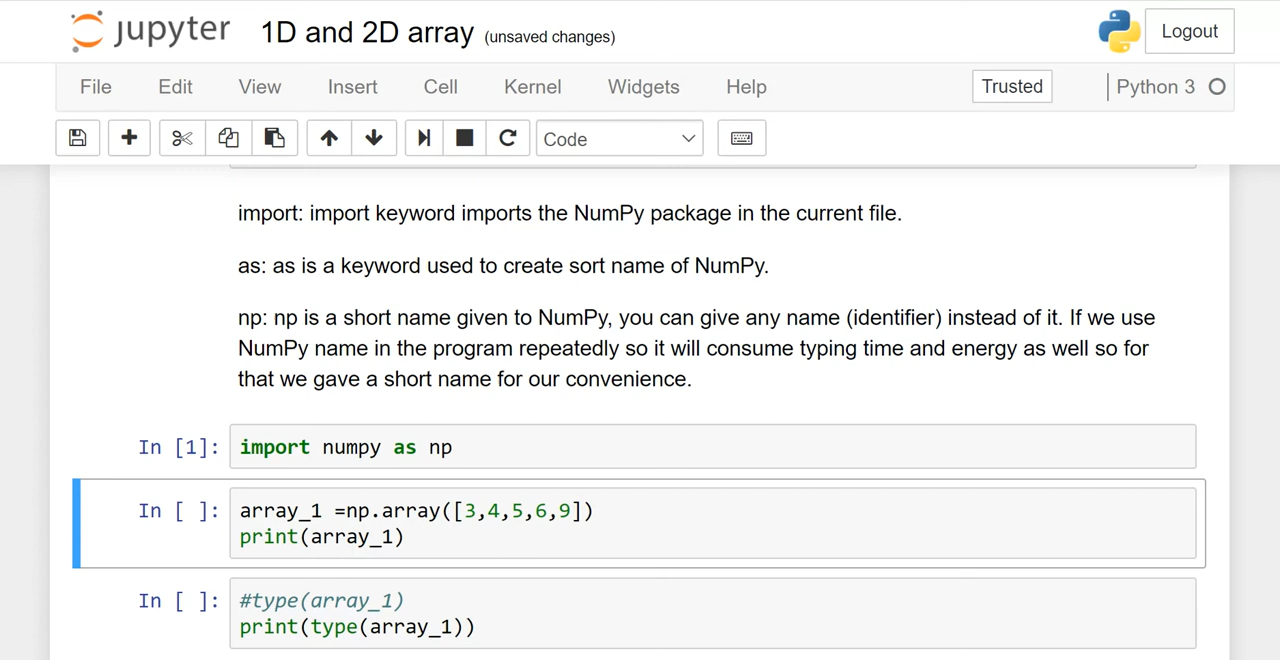 jupyter 1D and 2D array (unsaved changes) Logout
File Edit View Insert Cell Kernel Widgets Help Trusted Python 3
Code
import: import keyword imports the NumPy package in the current file.
as: as is a keyword used to create sort name of NumPy.
np: np is a short name given to NumPy, you can give any name (identifier) instead of it. If we use
NumPy name in the program repeatedly so it will consume typing time and energy as well so for
that we gave a short name for our convenience.
In [1]: import numpy as np
In [ ]: array_1 =np.array([3,4,5,6,9])
print(array_1)
In [ ]: #type(array_1)
print(type(array_1))